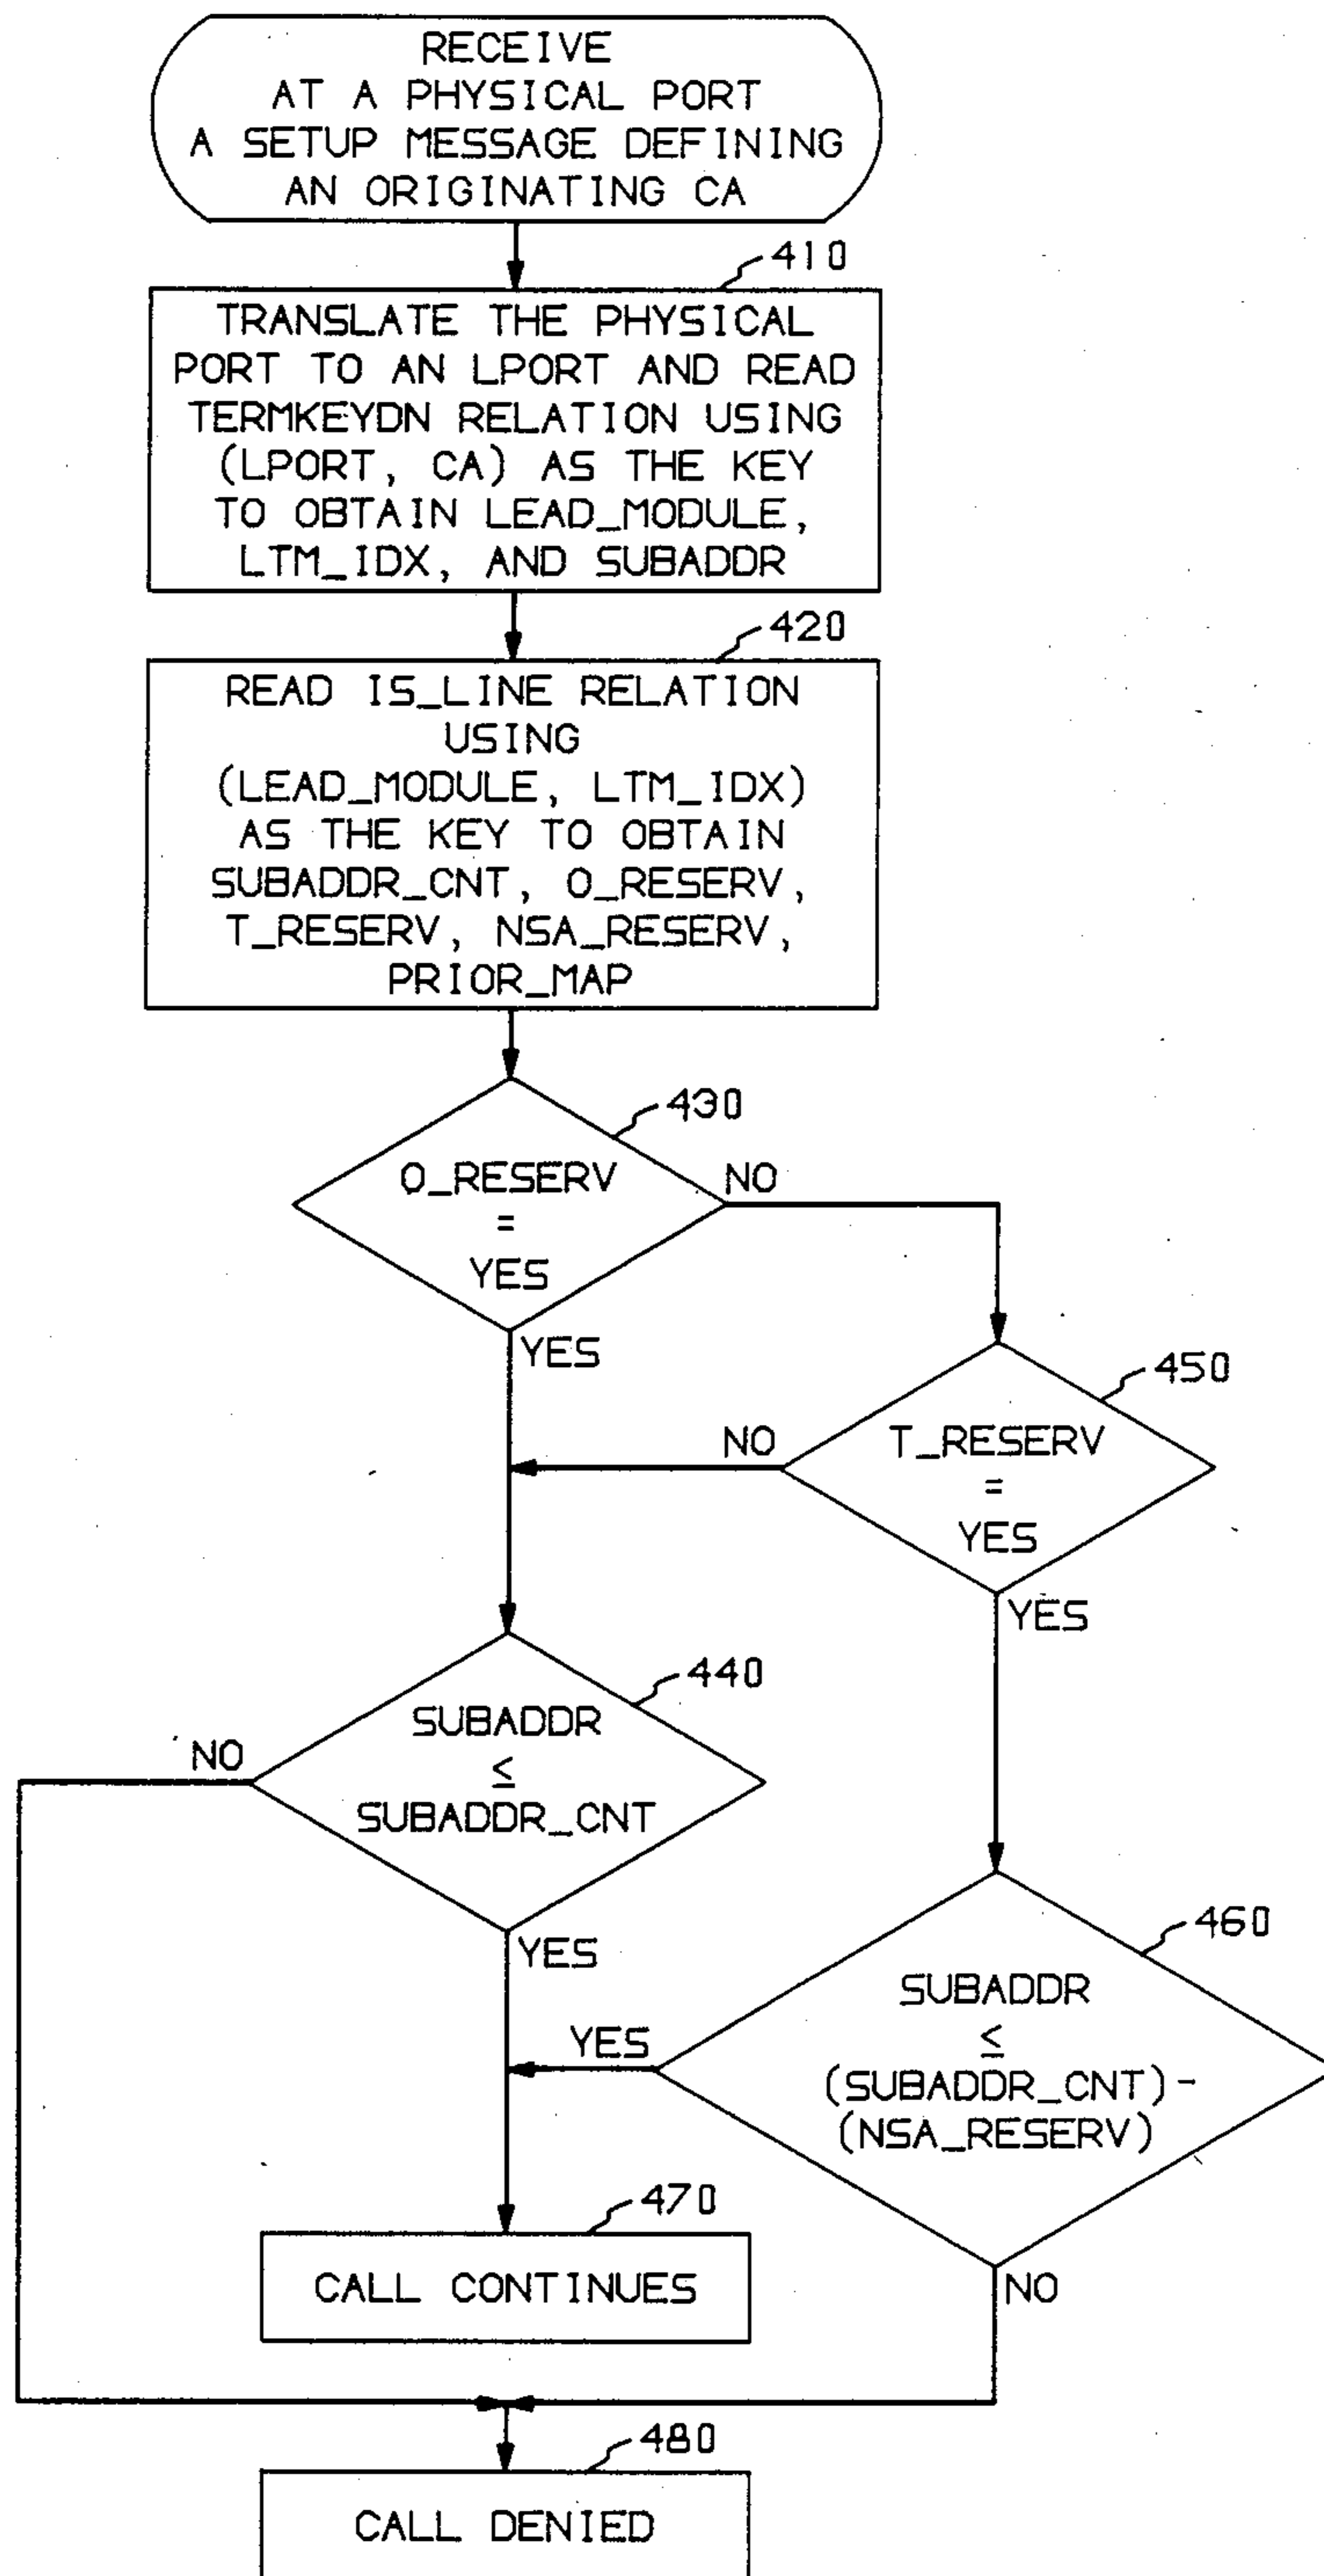 RECEIVE
AT A PHYSICAL PORT
A SETUP MESSAGE DEFINING
AN ORIGINATING CA
410
TRANSLATE THE PHYSICAL
PORT TO AN LPORT AND READ
TERMKEYDN RELATION USING
(LPORT, CA) AS THE KEY
TO OBTAIN LEAD_MODULE,
LTM_IDX, AND SUBADDR
420
READ IS_LINE RELATION
USING
(LEAD_MODULE, LTM_IDX)
AS THE KEY TO OBTAIN
SUBADDR_CNT, O_RESERV,
T_RESERV, NSA_RESERV,
PRIOR_MAP
430
O_RESERV
=
YES
NO
YES
450
T_RESERV
=
YES
NO
YES
440
SUBADDR
≤
SUBADDR_CNT
NO
YES
460
SUBADDR
≤
(SUBADDR_CNT)-
(NSA_RESERV)
YES
NO
470
CALL CONTINUES
480
CALL DENIED